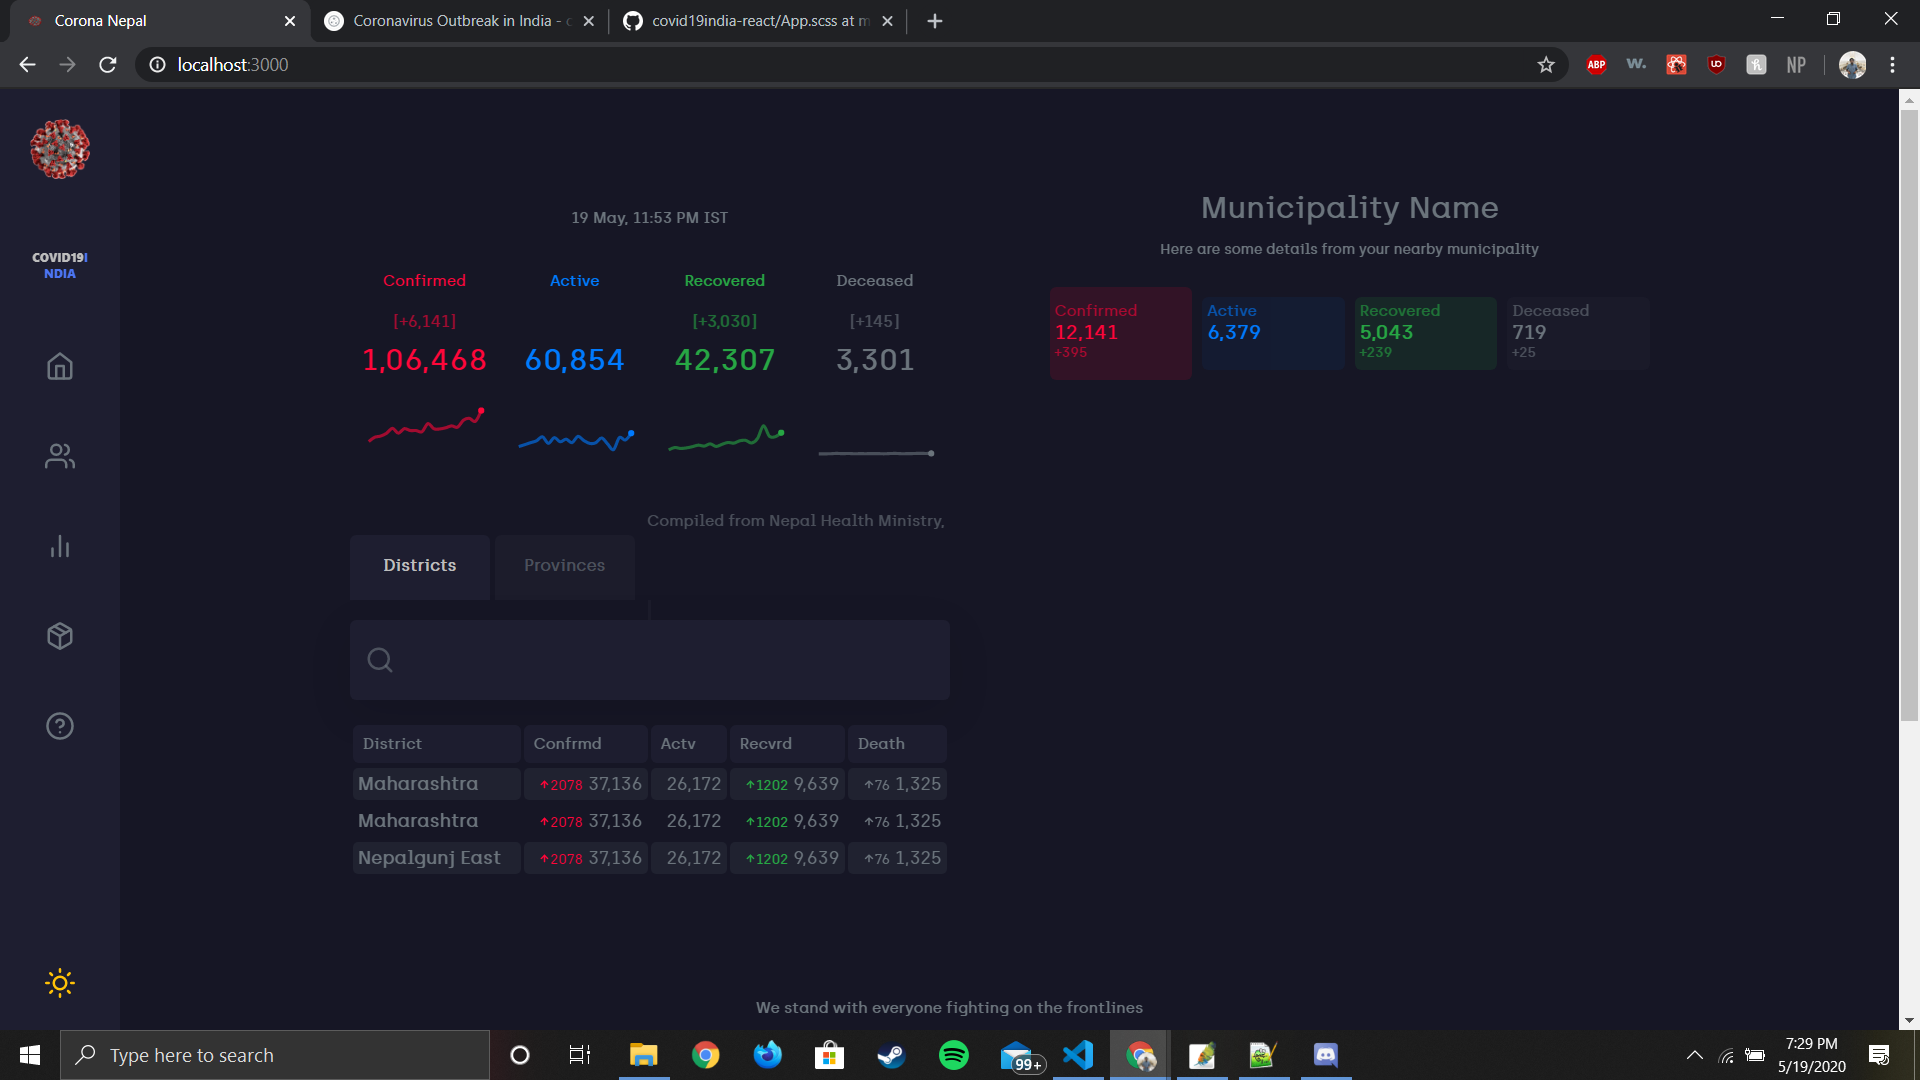 Corona Nepal
Coronavirus Outbreak in India - c
covid19india-react/App.scss at m
localhost:3000
ABP
w.
NP
COVID19I
NDIA
19 May, 11:53 PM IST
Confirmed
Active
Recovered
Deceased
[+6,141]
[+3,030]
[+145]
1,06,468
60,854
42,307
3,301
Compiled from Nepal Health Ministry,
Districts
Provinces
District
Confrmd
Actv
Recvrd
Death
Maharashtra ↑2078 37,136 26,172 ↑1202 9,639 ↑76 1,325
Maharashtra ↑2078 37,136 26,172 ↑1202 9,639 ↑76 1,325
Nepalgunj East ↑2078 37,136 26,172 ↑1202 9,639 ↑76 1,325
Municipality Name
Here are some details from your nearby municipality
Confirmed
12,141
+395
Active
6,379
Recovered
5,043
+239
Deceased
719
+25
We stand with everyone fighting on the frontlines
Type here to search
99+
7:29 PM
5/19/2020